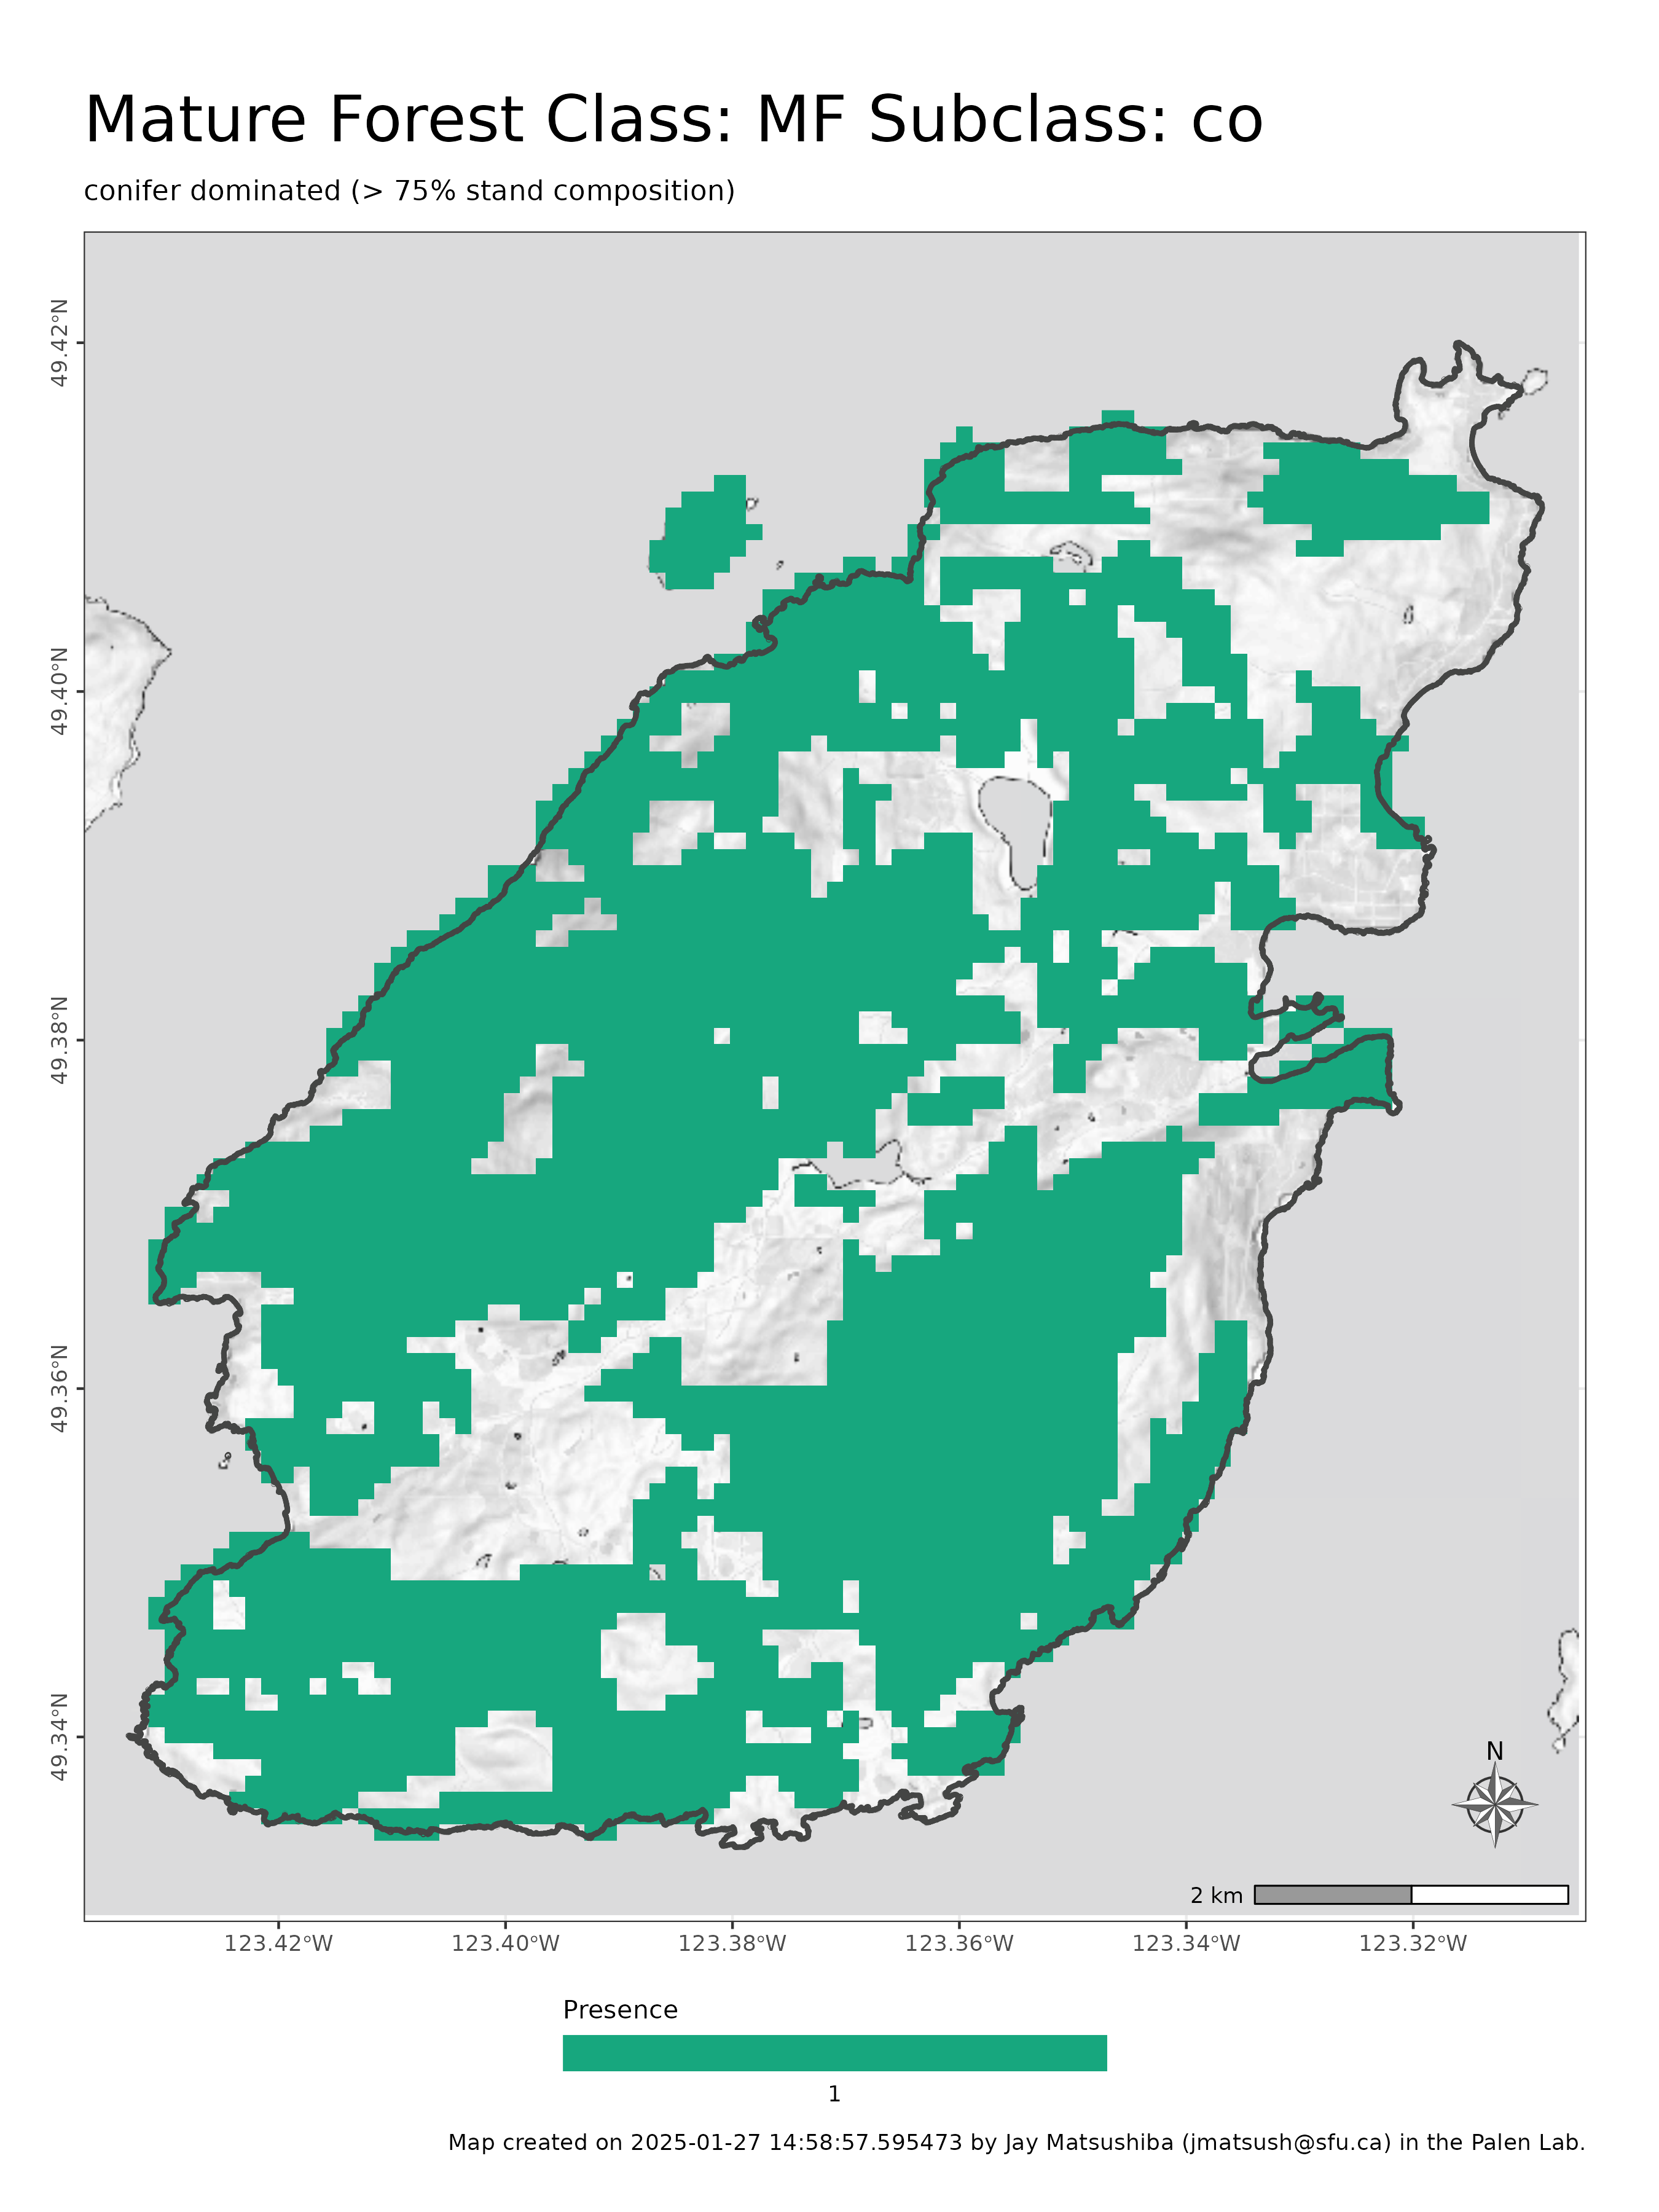 Mature Forest Class: MF Subclass: co
conifer dominated (> 75% stand composition)
49.42°N
49.40°N
49.38°N
49.36°N
49.34°N
N
2 km
123.42°W 123.40°W 123.38°W 123.36°W 123.34°W 123.32°W
Presence
1
Map created on 2025-01-27 14:58:57.595473 by Jay Matsushiba (jmatsush@sfu.ca) in the Palen Lab.